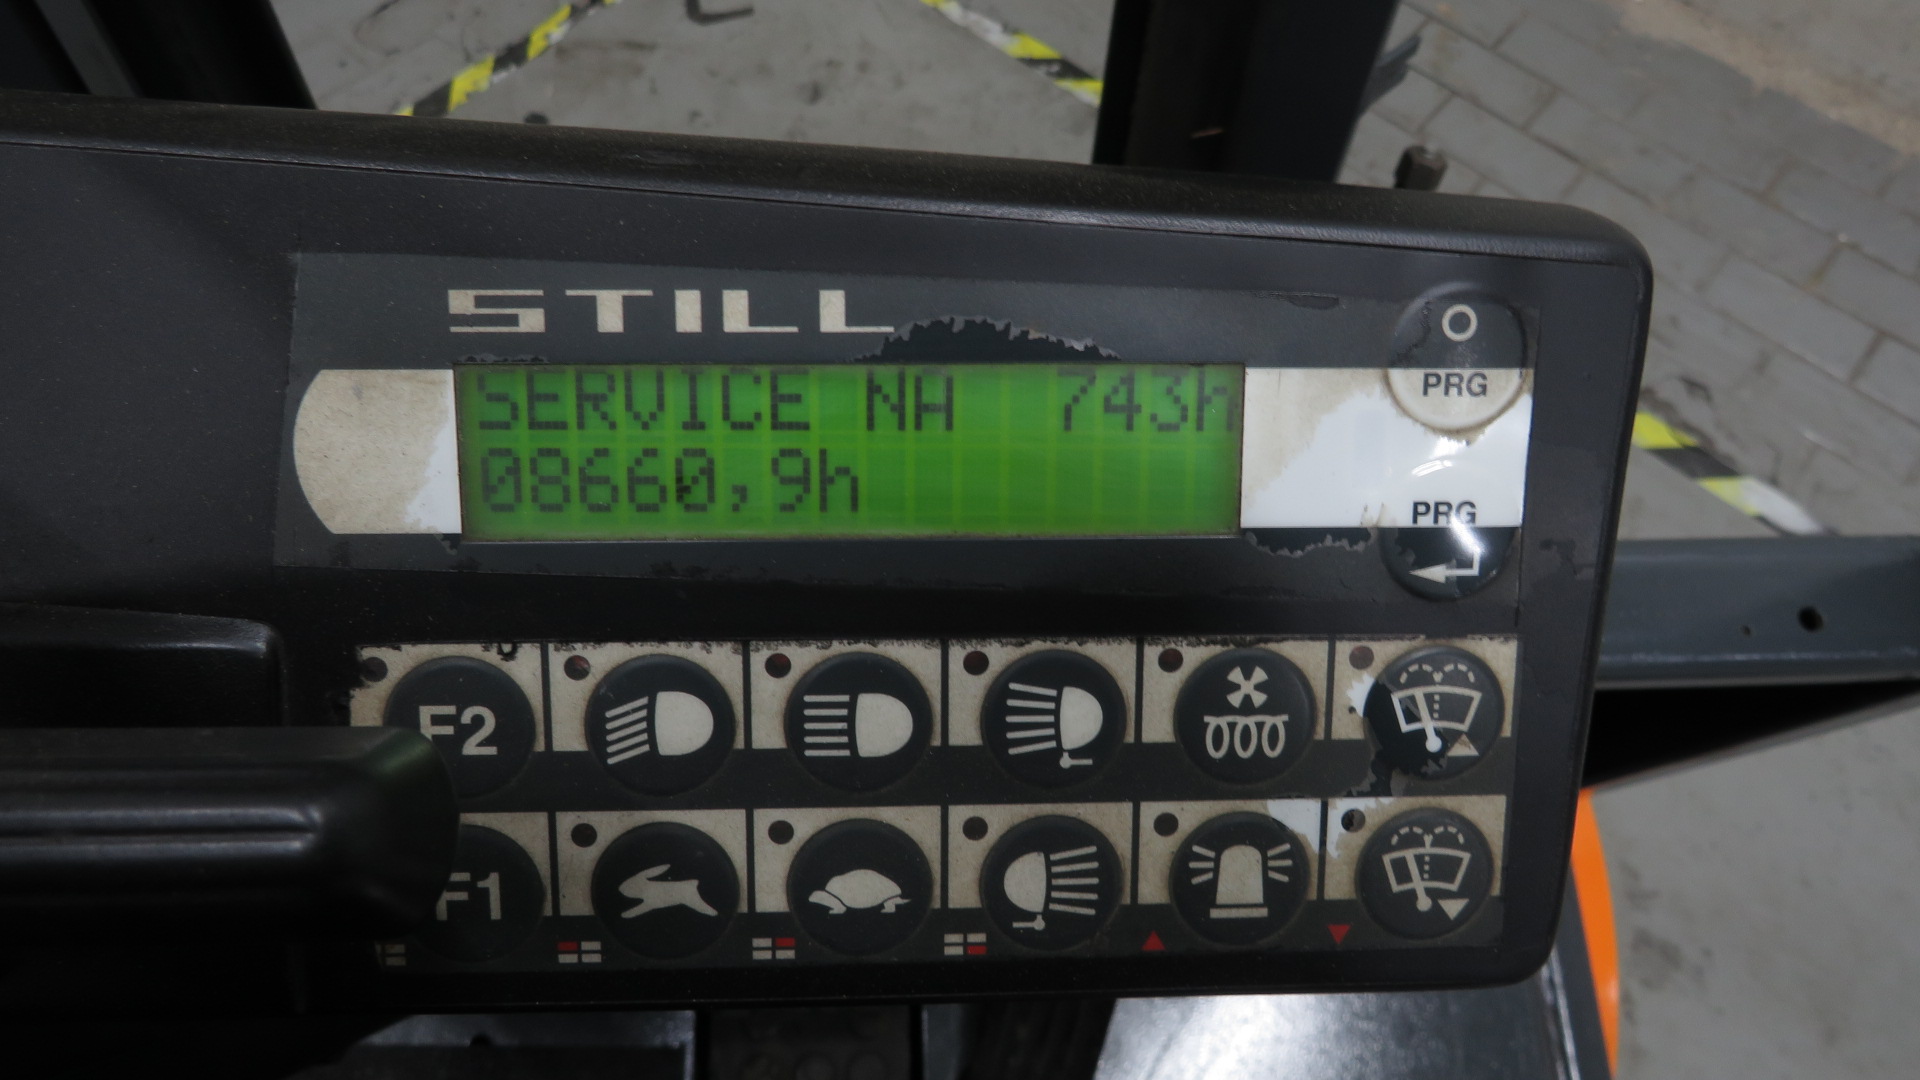 STILL
SERVICE NA 743h
08660,9h
PRG
PRG
F2
F1